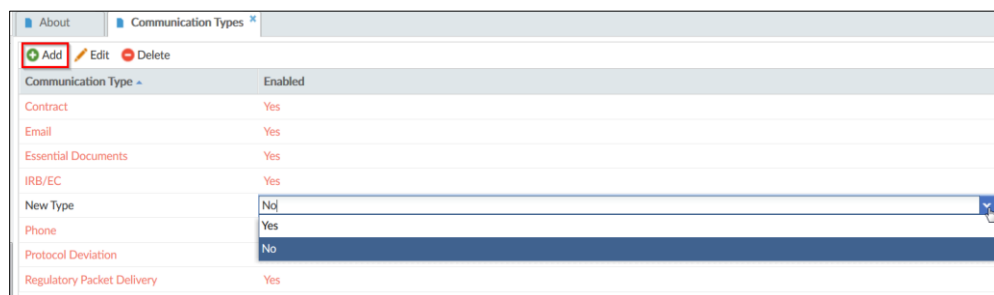 About Communication Types ×
Add Edit Delete
Communication Type Enabled
Contract Yes
Email Yes
Essential Documents Yes
IRB/EC Yes
New Type No
Phone Yes
Protocol Deviation No
Regulatory Packet Delivery Yes